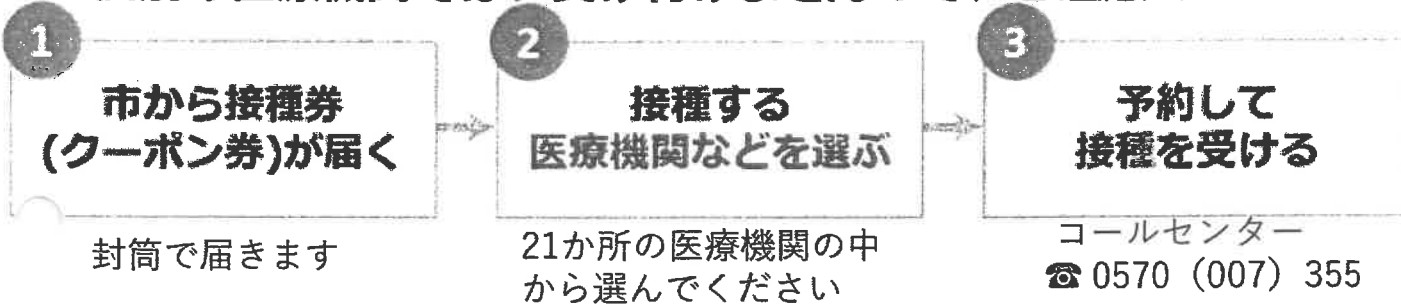 1
市から接種券
(クーポン券)が届く
封筒で届きます
2
接種する
医療機関などを選ぶ
21か所の医療機関の中
から選んでください
3
予約して
接種を受ける
コールセンター
☎ 0570（007）355